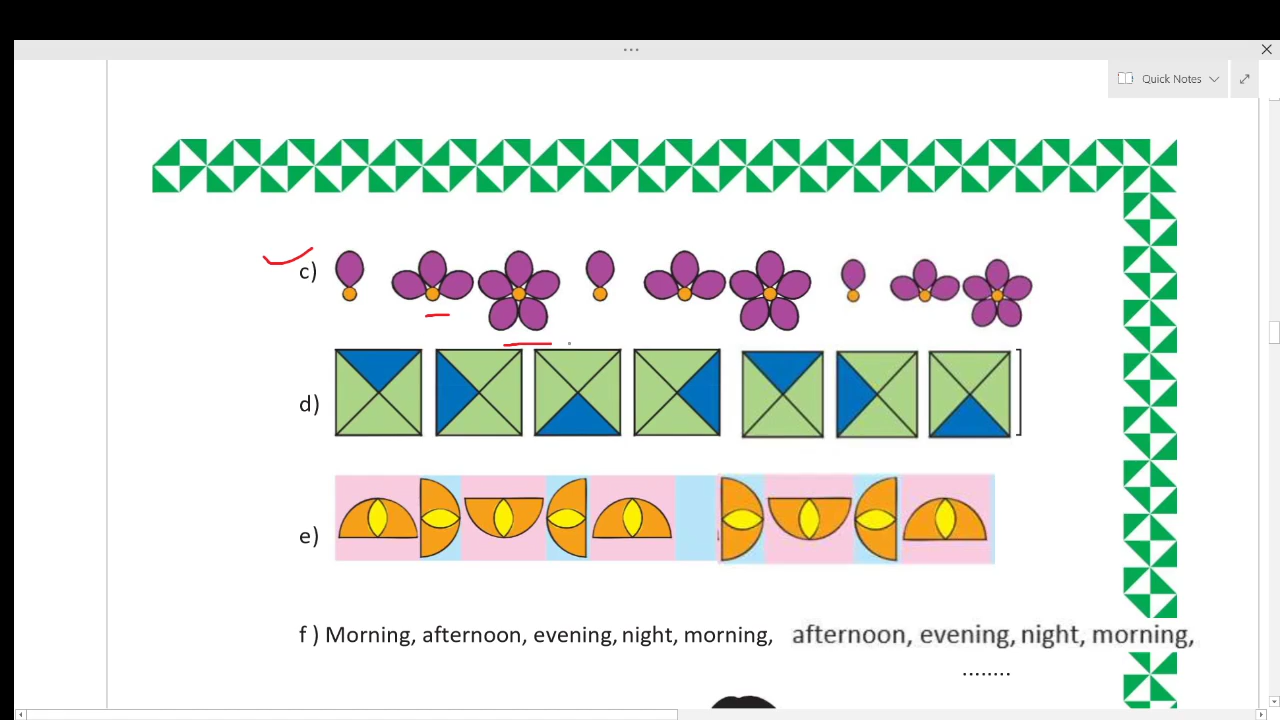 Quick Notes
c)
d)
e)
f ) Morning, afternoon, evening, night, morning, afternoon, evening, night, morning,
........